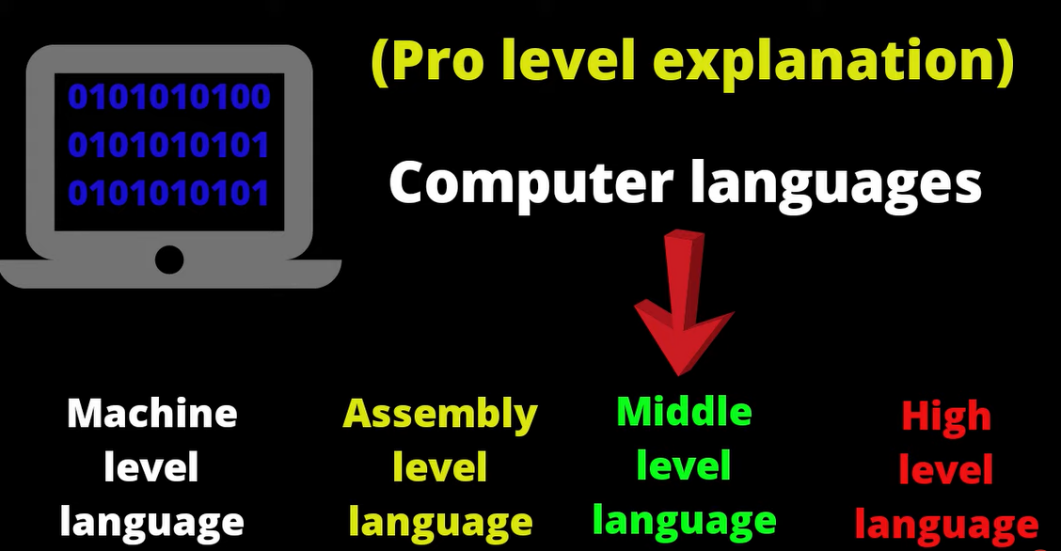 0101010100
0101010101
0101010101
(Pro level explanation)
Computer languages
Machine
level
language
Assembly
level
language
Middle
level
language
High
level
language